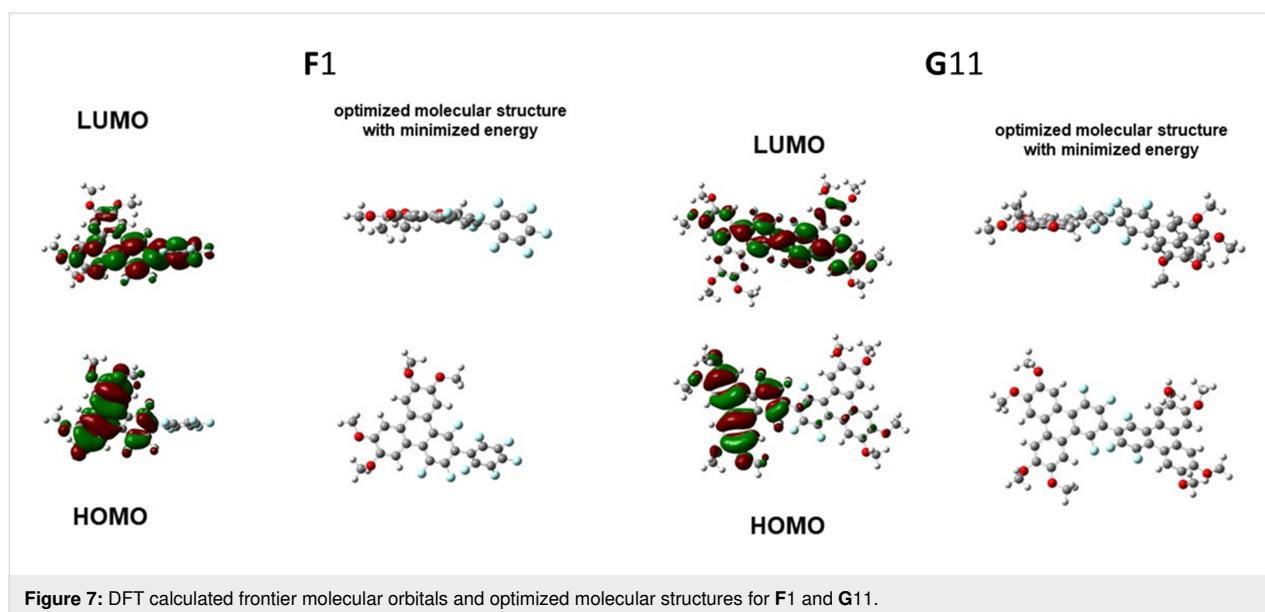 F1
LUMO
optimized molecular structure
with minimized energy
HOMO
G11
LUMO
optimized molecular structure
with minimized energy
HOMO
Figure 7: DFT calculated frontier molecular orbitals and optimized molecular structures for F1 and G11.